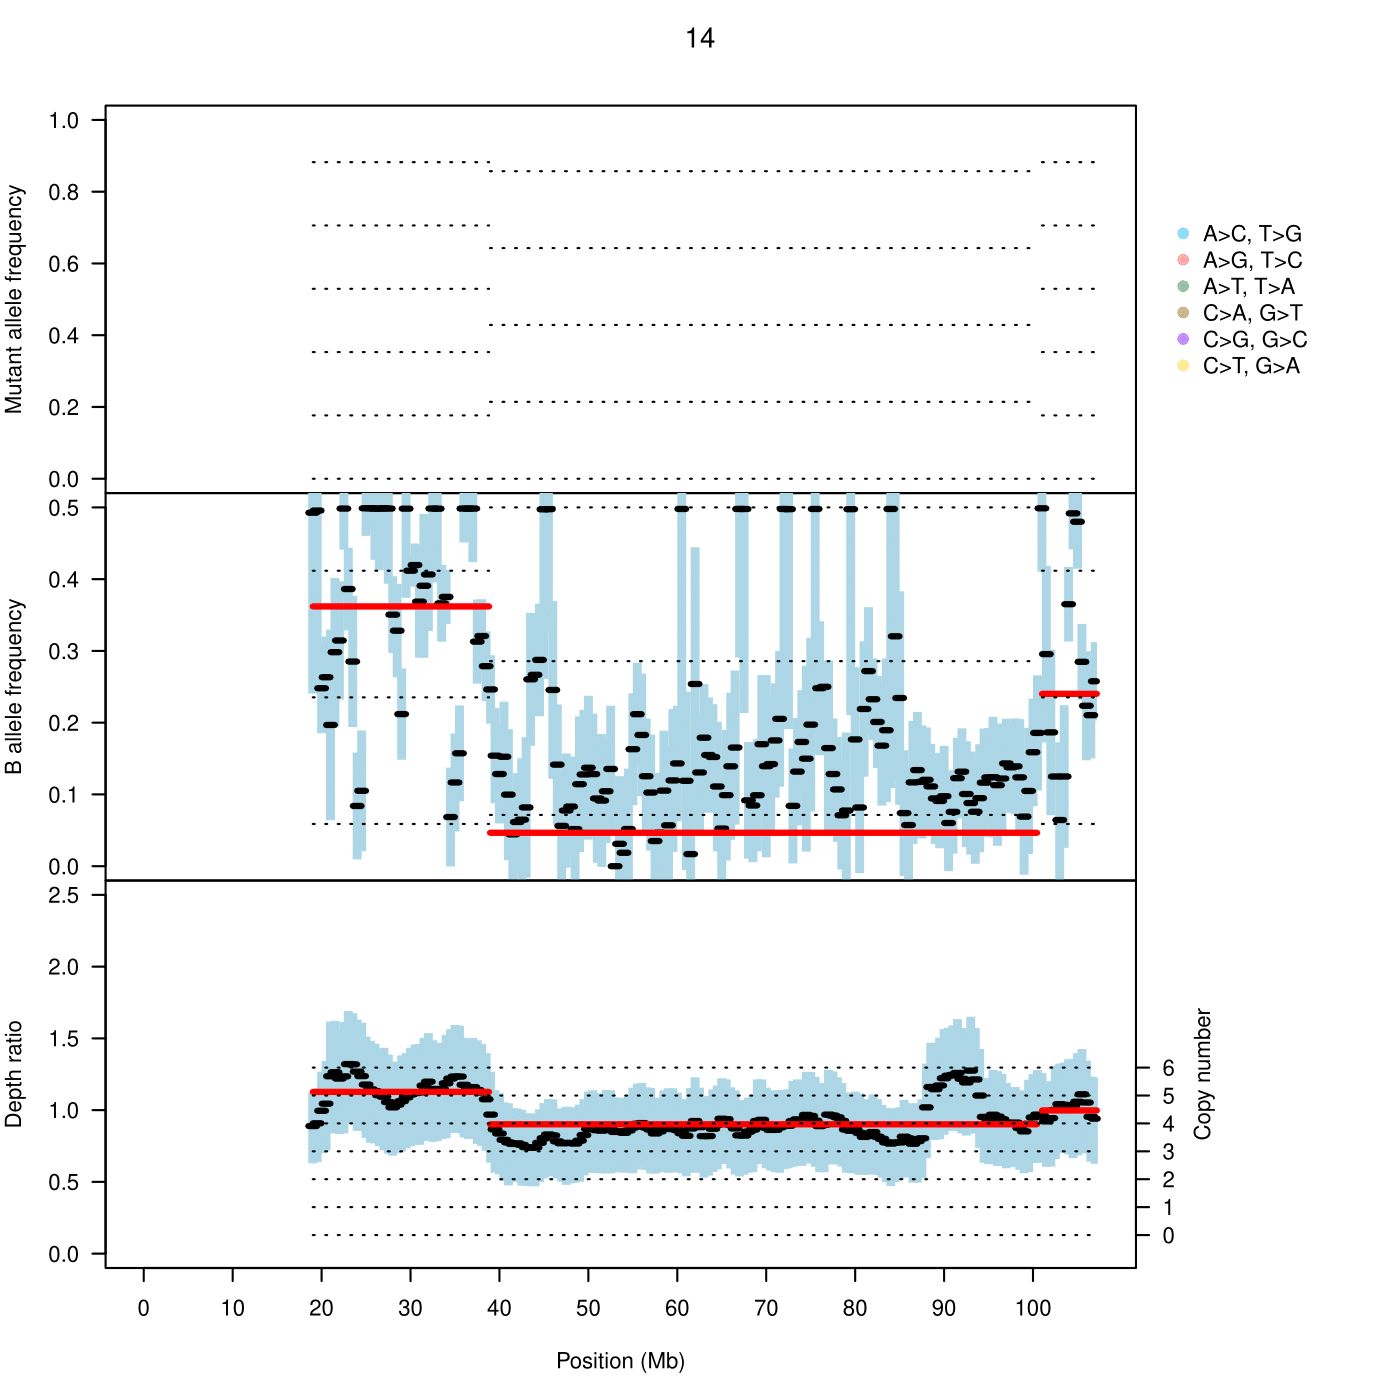 14
Mutant allele frequency
1.0
0.8
0.6
0.4
0.2
0.0
A>C, T>G
A>G, T>C
A>T, T>A
C>A, G>T
C>G, G>C
C>T, G>A
B allele frequency
0.5
0.4
0.3
0.2
0.1
0.0
Depth ratio
2.5
2.0
1.5
1.0
0.5
0.0
Copy number
6
5
4
3
2
1
0
0 10 20 30 40 50 60 70 80 90 100
Position (Mb)